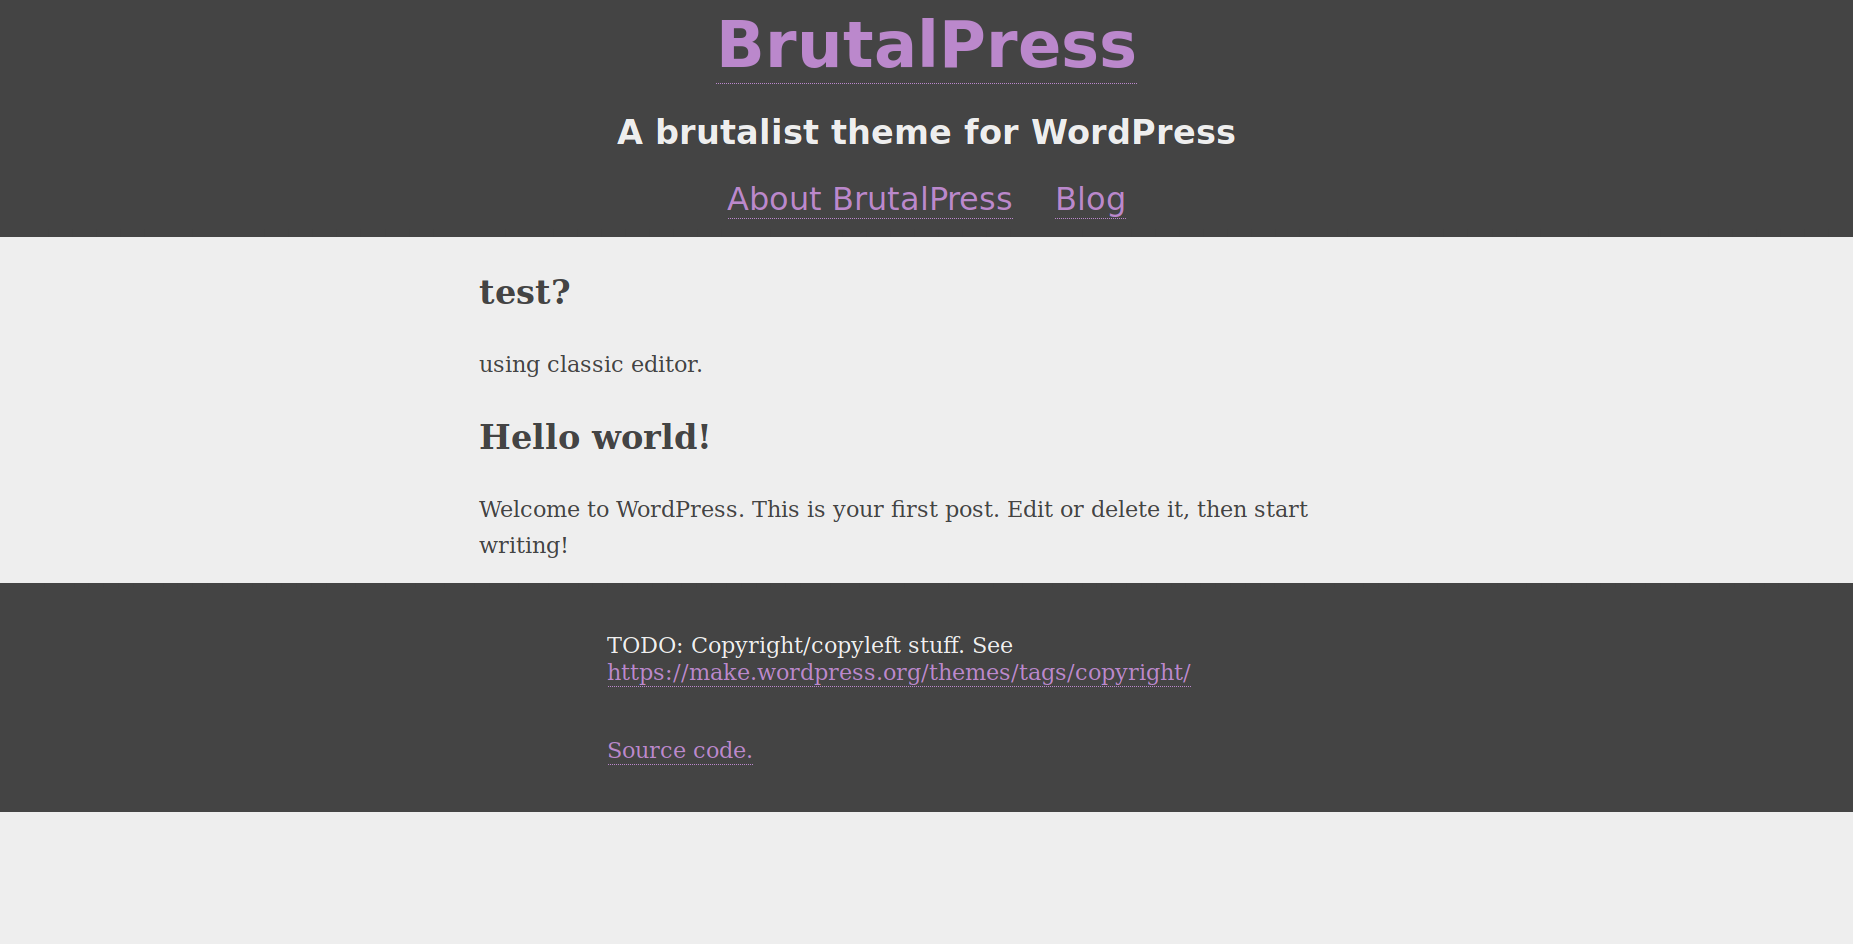 BrutalPress
A brutalist theme for WordPress
About BrutalPress Blog
test?
using classic editor.
Hello world!
Welcome to WordPress. This is your first post. Edit or delete it, then start
writing!
TODO: Copyright/copyleft stuff. See
https://make.wordpress.org/themes/tags/copyright/
Source code.